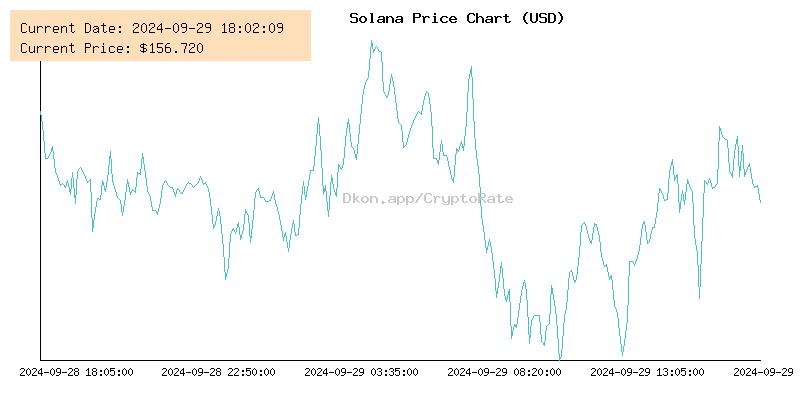 Solana Price Chart (USD)
Current Date: 2024-09-29 18:02:09
Current Price: $156.720
Dkon.app/CryptoRate
2024-09-28 18:05:00
2024-09-28 22:50:00
2024-09-29 03:35:00
2024-09-29 08:20:00
2024-09-29 13:05:00
2024-09-29